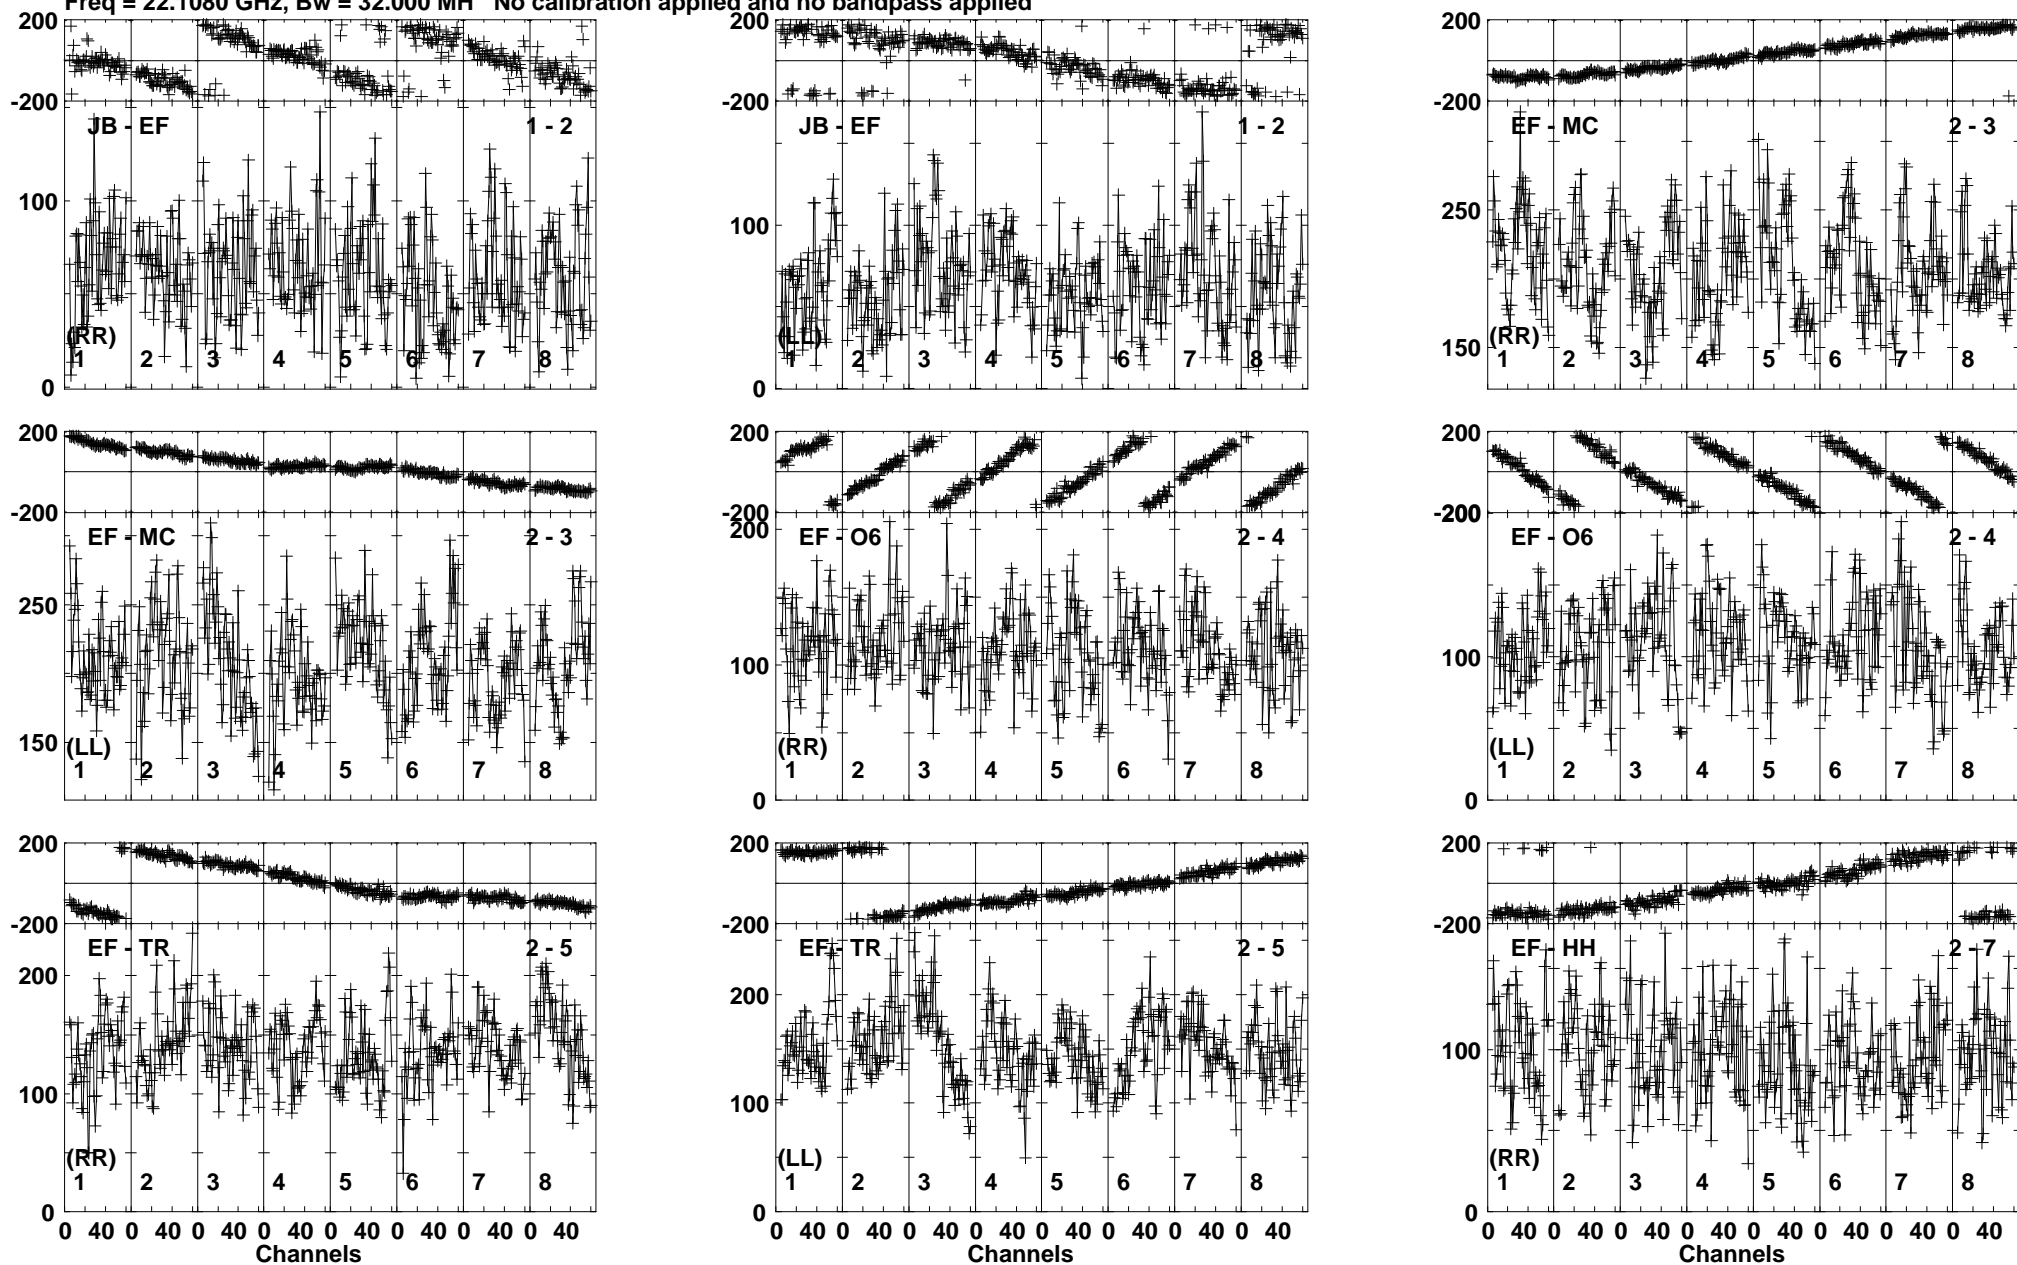 Freq = 22.1080 GHz, Bw = 32.000 MH   No calibration applied and no bandpass applied
200 200 200
-200 -200 -200
JB - EF 1 - 2 JB - EF 1 - 2 EF - MC 2 - 3
250
100 100
150
(RR) (LL) (RR)
1 2 3 4 5 6 7 8 1 2 3 4 5 6 7 8 1 2 3 4 5 6 7 8
0 0
200 200 200
-200 -200 -200
EF - MC 2 - 3 EF - O6 2 - 4 EF - O6 2 - 4
200
250
100 100
150
(LL) (RR) (LL)
1 2 3 4 5 6 7 8 1 2 3 4 5 6 7 8 1 2 3 4 5 6 7 8
0 0
200 200 200
-200 -200 -200
EF - TR 2 - 5 EF - TR 2 - 5 EF - HH 2 - 7
200 200
100 100 100
(RR) (LL) (RR)
1 2 3 4 5 6 7 8 1 2 3 4 5 6 7 8 1 2 3 4 5 6 7 8
0 0 0
0 40 0 40 0 40 0 40 0 40 0 40 0 40 0 40 0 40 0 40 0 40 0 40 0 40 0 40 0 40 0 40 0 40 0 40 0 40 0 40 0 40 0 40 0 40 0 40
Channels Channels Channels